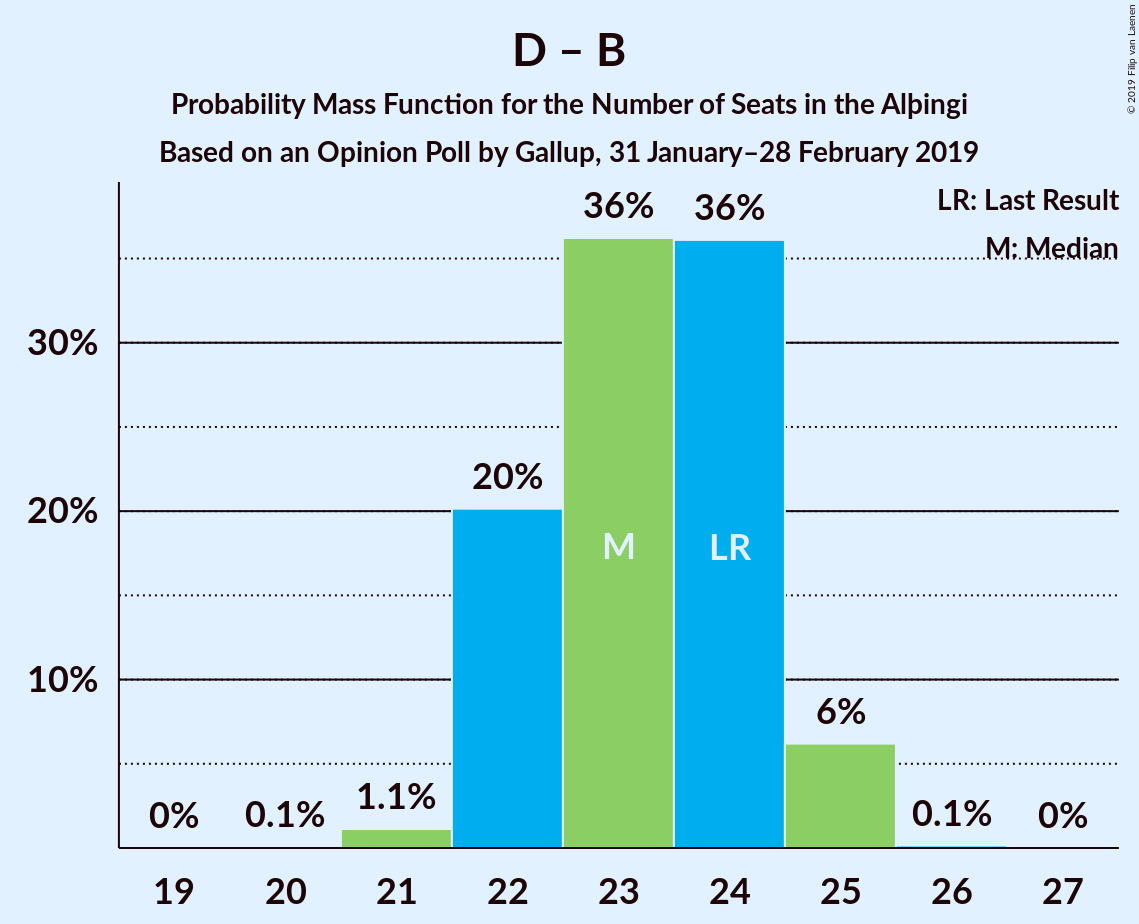 D – B
Probability Mass Function for the Number of Seats in the Alþingi
Based on an Opinion Poll by Gallup, 31 January–28 February 2019
© 2019 Filip van Laenen
LR: Last Result
M: Median
30%
20%
10%
0%
0.1%
1.1%
20%
36%
36%
6%
0.1%
0%
M
LR
19 20 21 22 23 24 25 26 27